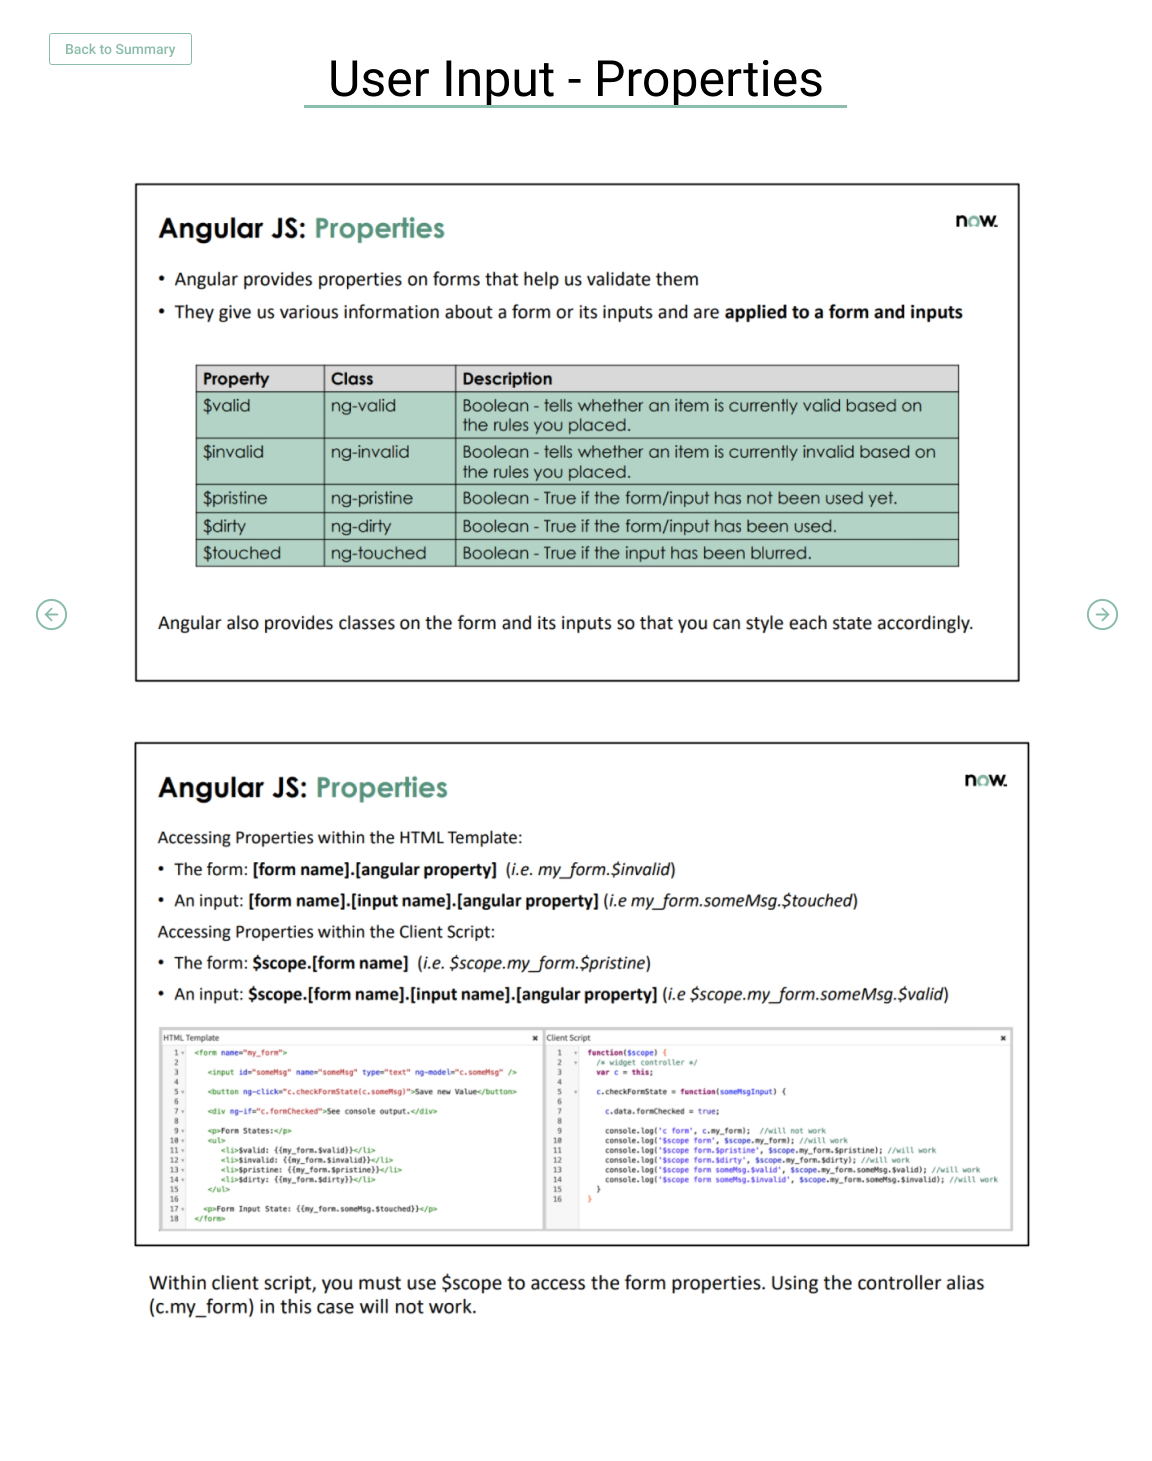 Back to Summary
User Input - Properties
Angular JS: Properties
now.
• Angular provides properties on forms that help us validate them
• They give us various information about a form or its inputs and are applied to a form and inputs
Property Class Description
$valid ng-valid Boolean - tells whether an item is currently valid based on
the rules you placed.
$invalid ng-invalid Boolean - tells whether an item is currently invalid based on
the rules you placed.
$pristine ng-pristine Boolean - True if the form/input has not been used yet.
$dirty ng-dirty Boolean - True if the form/input has been used.
$touched ng-touched Boolean - True if the input has been blurred.
Angular also provides classes on the form and its inputs so that you can style each state accordingly.
Angular JS: Properties
now.
Accessing Properties within the HTML Template:
• The form: [form name].[angular property] (i.e. my_form.$invalid)
• An input: [form name].[input name].[angular property] (i.e my_form.someMsg.$touched)
Accessing Properties within the Client Script:
• The form: $scope.[form name] (i.e. $scope.my_form.$pristine)
• An input: $scope.[form name].[input name].[angular property] (i.e $scope.my_form.someMsg.$valid)
HTML Template
1 <form name="my_form">
2
3 <input id="someMsg" name="someMsg" type="text" ng-model="c.someMsg" />
4
5 <button ng-click="c.checkFormState(c.someMsg)">Save new Value</button>
6
7 <div ng-if="c.formChecked">See console output.</div>
8
9 <p>Form States:</p>
10 <ul>
11 <li>$valid: {{my_form.$valid}}</li>
12 <li>$invalid: {{my_form.$invalid}}</li>
13 <li>$pristine: {{my_form.$pristine}}</li>
14 <li>$dirty: {{my_form.$dirty}}</li>
15 </ul>
16
17 <p>Form Input State: {{my_form.someMsg.$touched}}</p>
18 </form>
Client Script
1 function($scope) {
2 /* widget controller */
3 var c = this;
4
5 c.checkFormState = function(someMsgInput) {
6
7 c.data.formChecked = true;
8
9 console.log('c form', c.my_form); //will not work
10 console.log('$scope form', $scope.my_form); //will work
11 console.log('$scope form.$pristine', $scope.my_form.$pristine); //will work
12 console.log('$scope form.$dirty', $scope.my_form.$dirty); //will work
13 console.log('$scope form someMsg.$valid', $scope.my_form.someMsg.$valid); //will work
14 console.log('$scope form someMsg.$invalid', $scope.my_form.someMsg.$invalid); //will work
15 }
16 }
Within client script, you must use $scope to access the form properties. Using the controller alias
(c.my_form) in this case will not work.